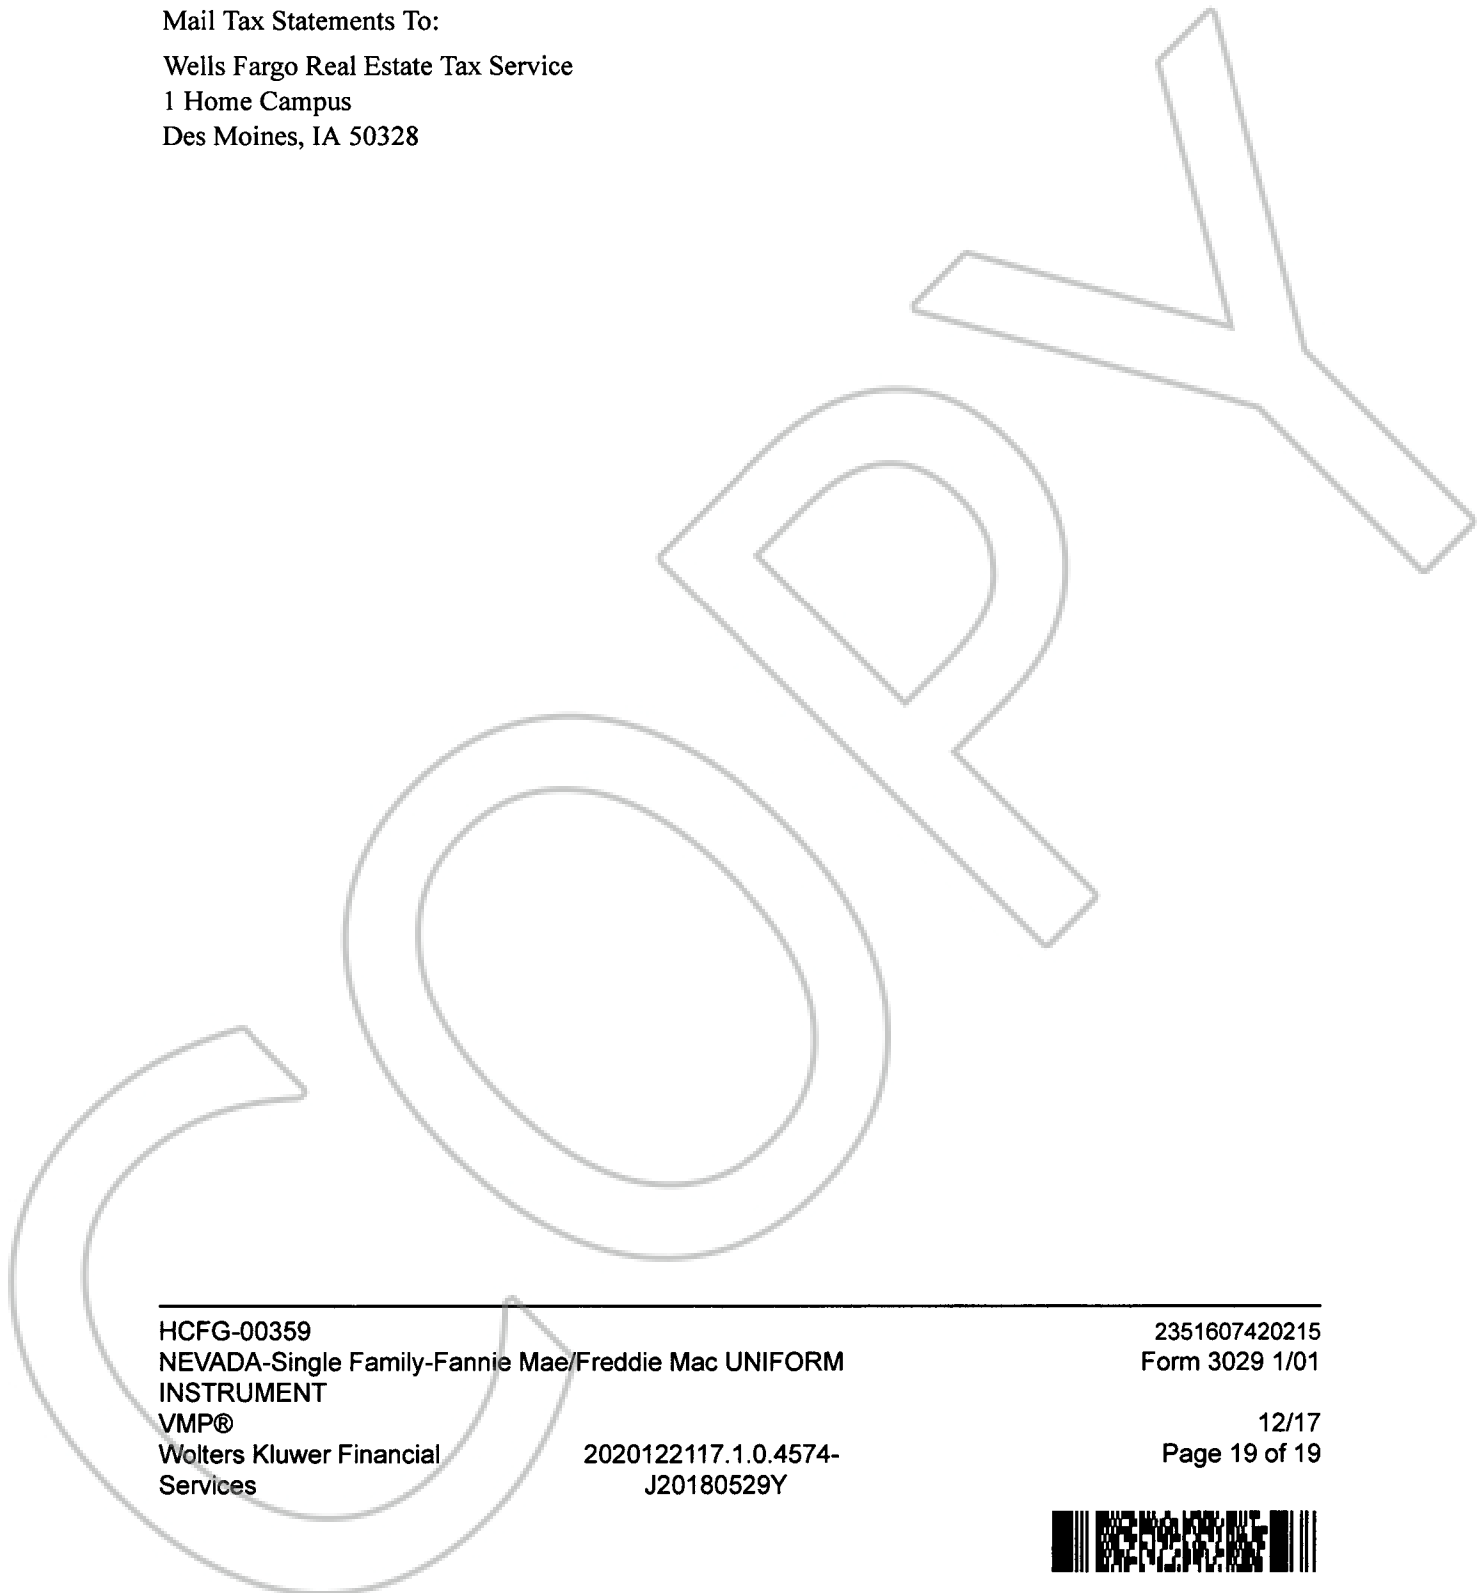 Mail Tax Statements To:
Wells Fargo Real Estate Tax Service
1 Home Campus
Des Moines, IA 50328
COPY
HCFG-00359
2351607420215
NEVADA-Single Family-Fannie Mae/Freddie Mac UNIFORM
Form 3029 1/01
INSTRUMENT
VMP®
12/17
Wolters Kluwer Financial
2020122117.1.0.4574-
Page 19 of 19
Services
J20180529Y